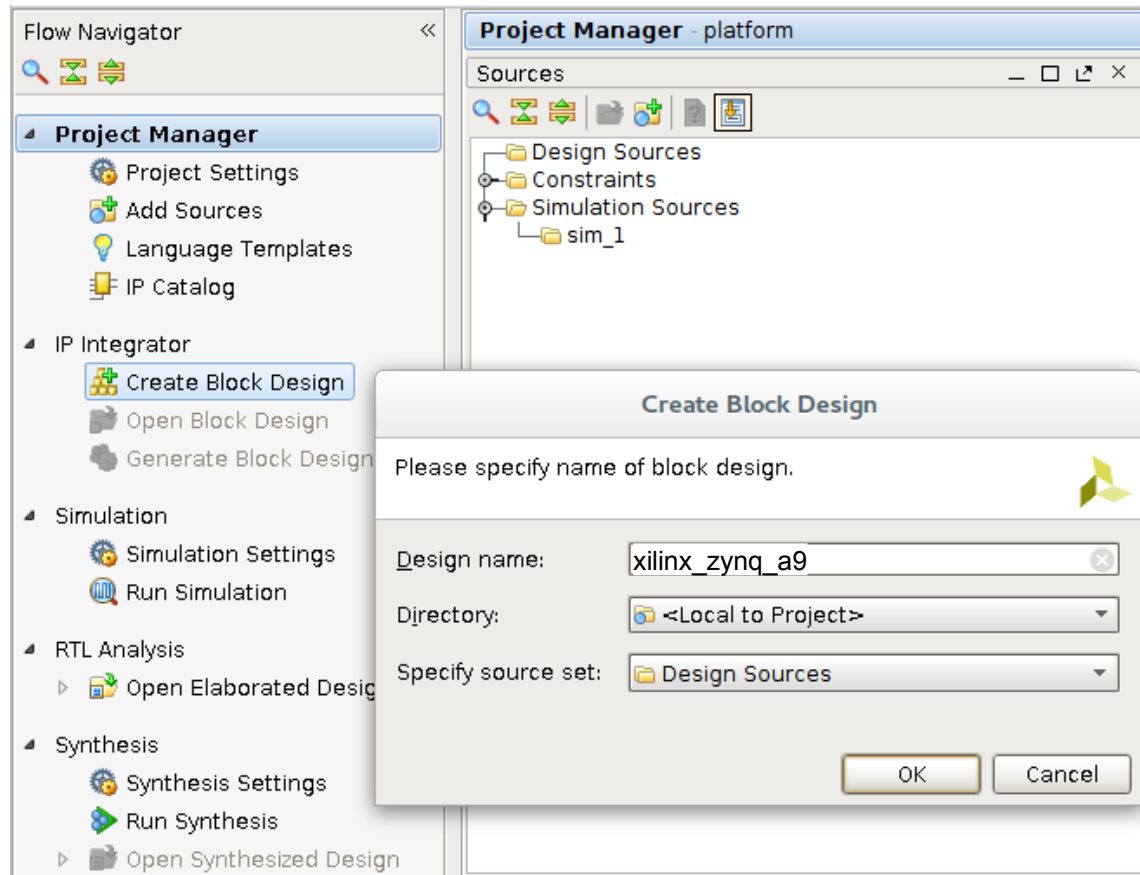 Flow Navigator
Project Manager
Project Settings
Add Sources
Language Templates
IP Catalog
IP Integrator
Create Block Design
Open Block Design
Generate Block Design
Simulation
Simulation Settings
Run Simulation
RTL Analysis
Open Elaborated Desig
Synthesis
Synthesis Settings
Run Synthesis
Open Synthesized Design
Project Manager - platform
Sources
Design Sources
Constraints
Simulation Sources
sim_1
Create Block Design
Please specify name of block design.
Design name: xilinx_zynq_a9
Directory: <Local to Project>
Specify source set: Design Sources
OK Cancel